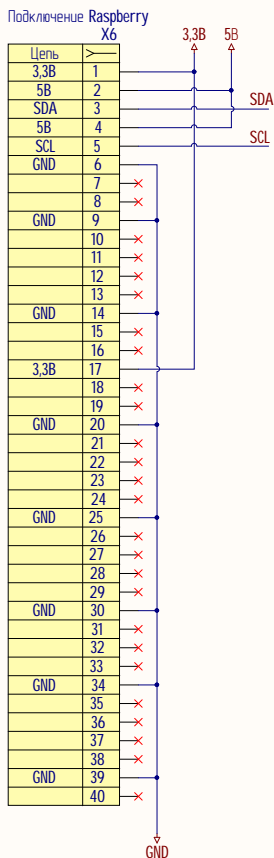 Подключение Raspberry
X6
3,3В 5В
Цепь
3,3В 1
5В 2
SDA 3 SDA
5В 4
SCL 5 SCL
GND 6
7
8
GND 9
10
11
12
13
GND 14
15
16
3,3В 17
18
19
GND 20
21
22
23
24
GND 25
26
27
28
29
GND 30
31
32
33
GND 34
35
36
37
38
GND 39
40
GND